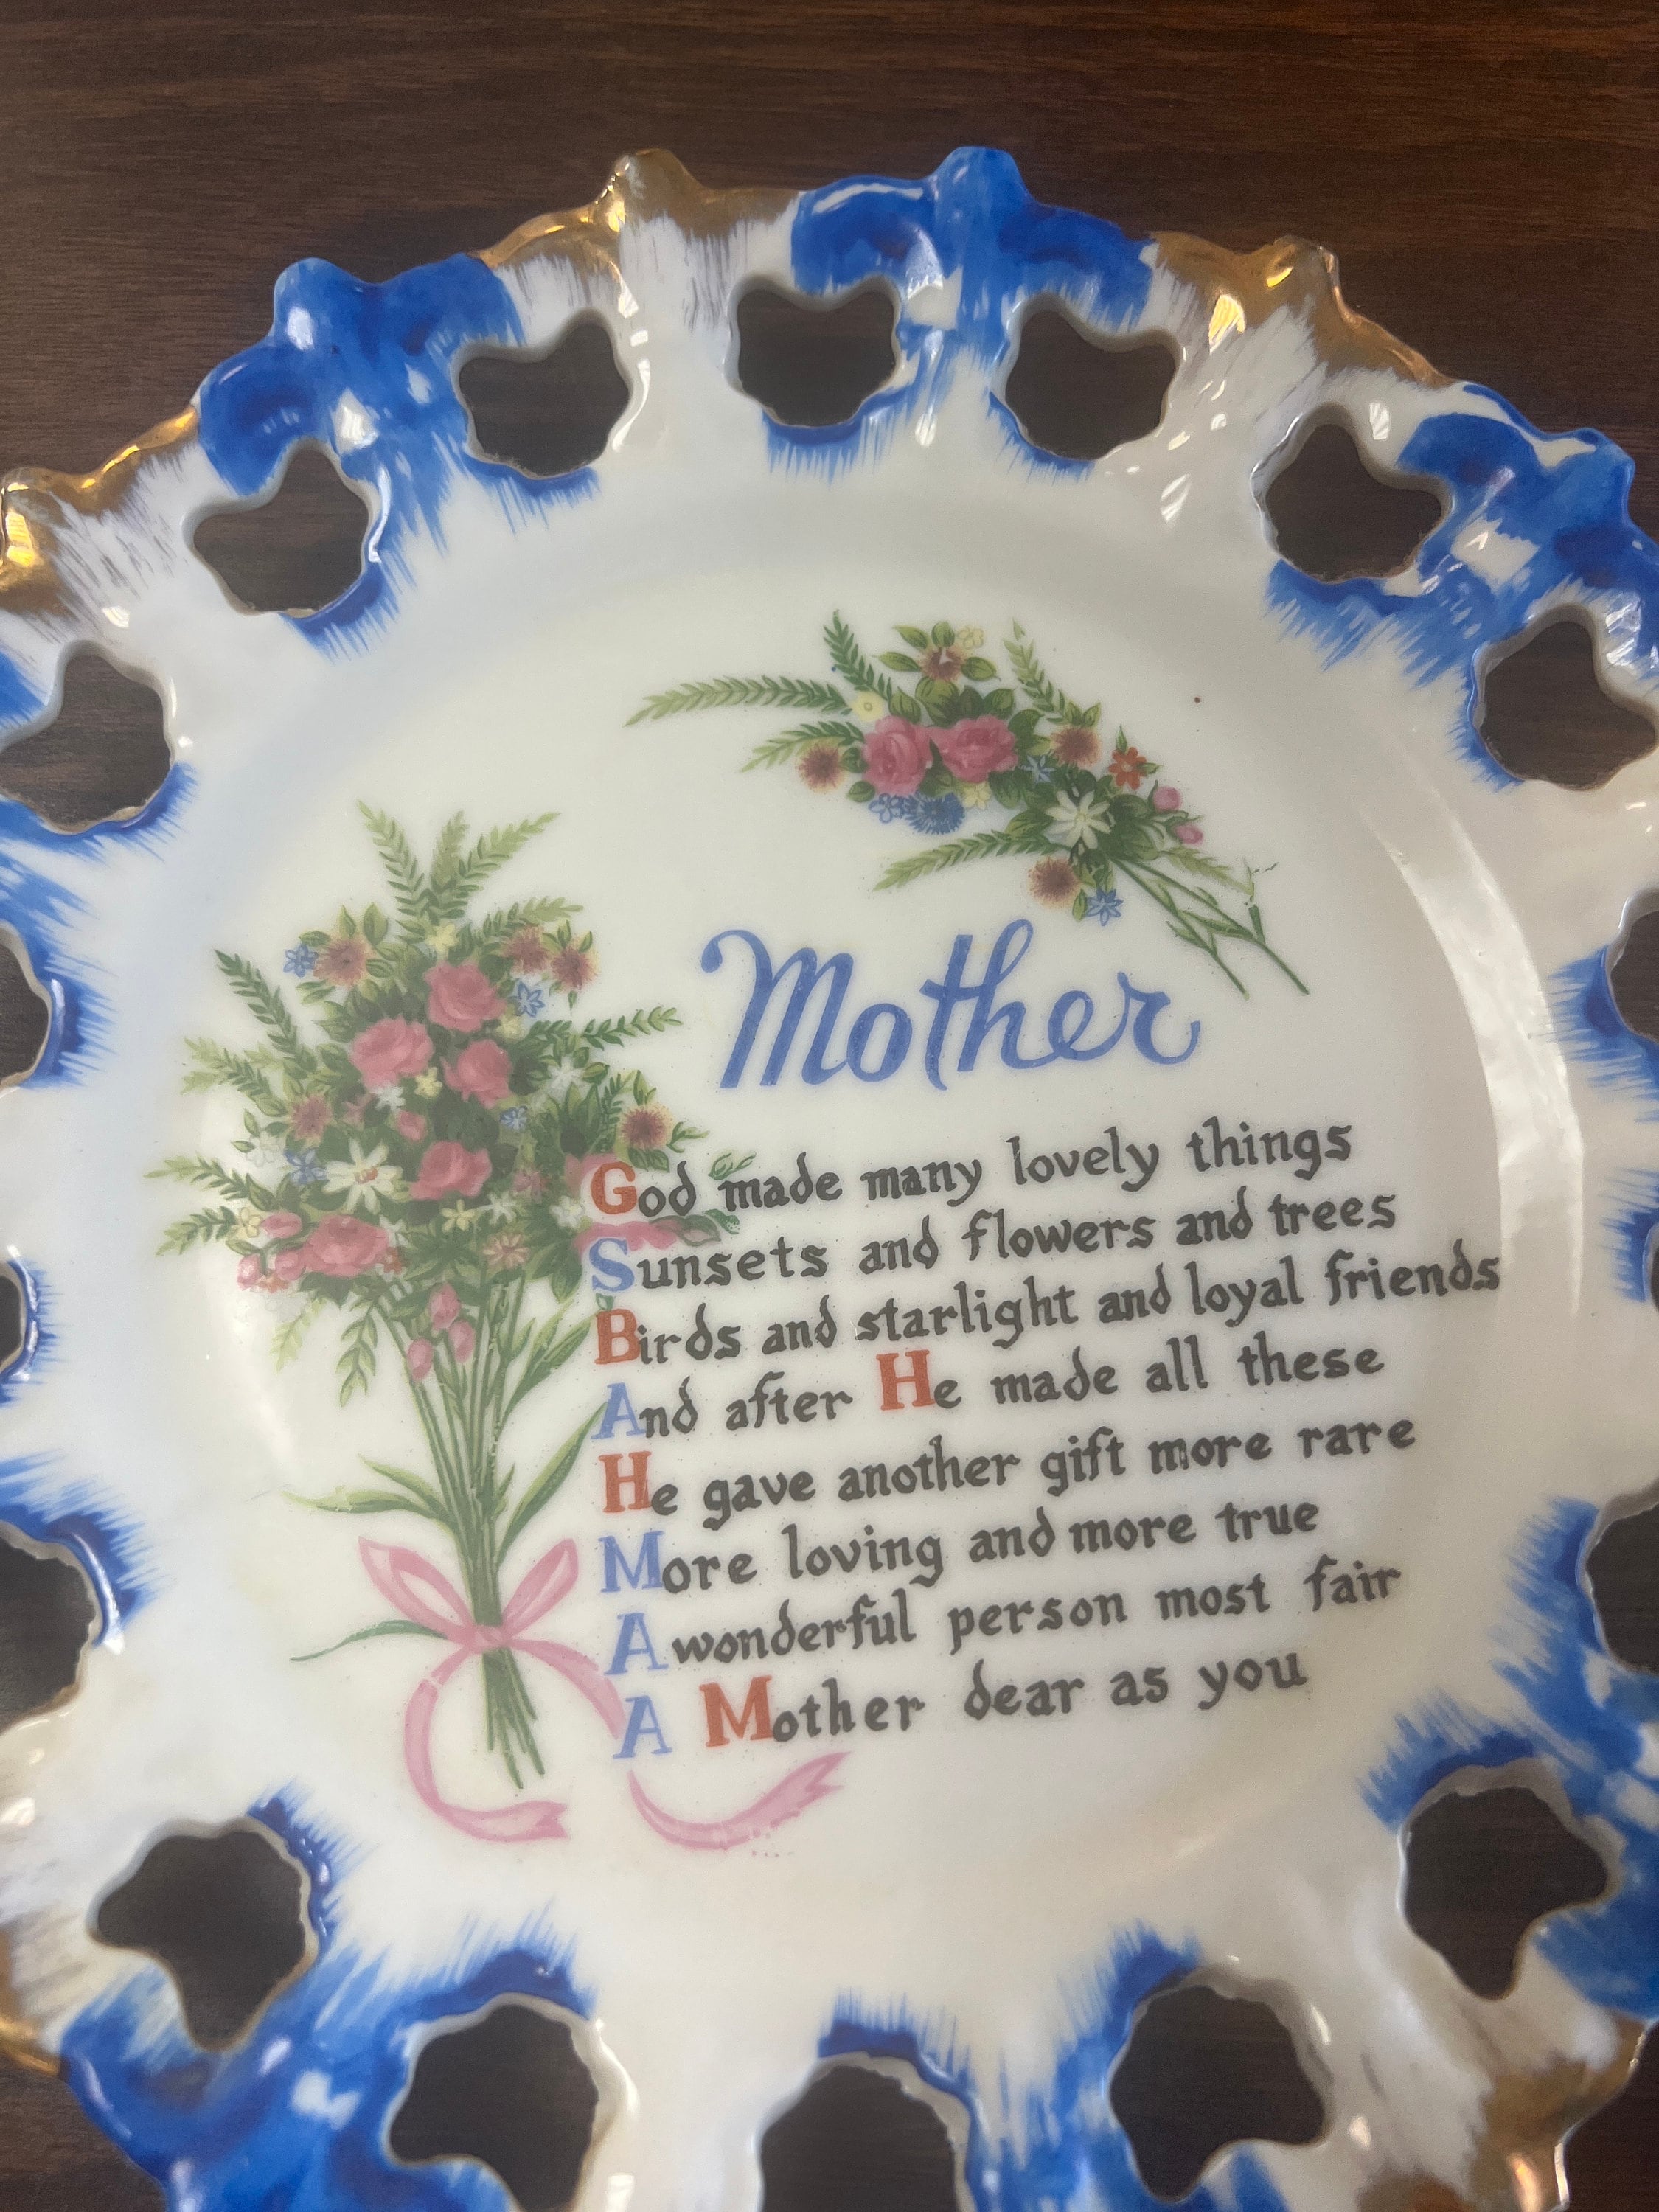 Mother
God made many lovely things
Sunsets and flowers and trees
Birds and starlight and loyal friends
And after He made all these
He gave another gift more rare
More loving and more true
A wonderful person most fair
A Mother dear as you